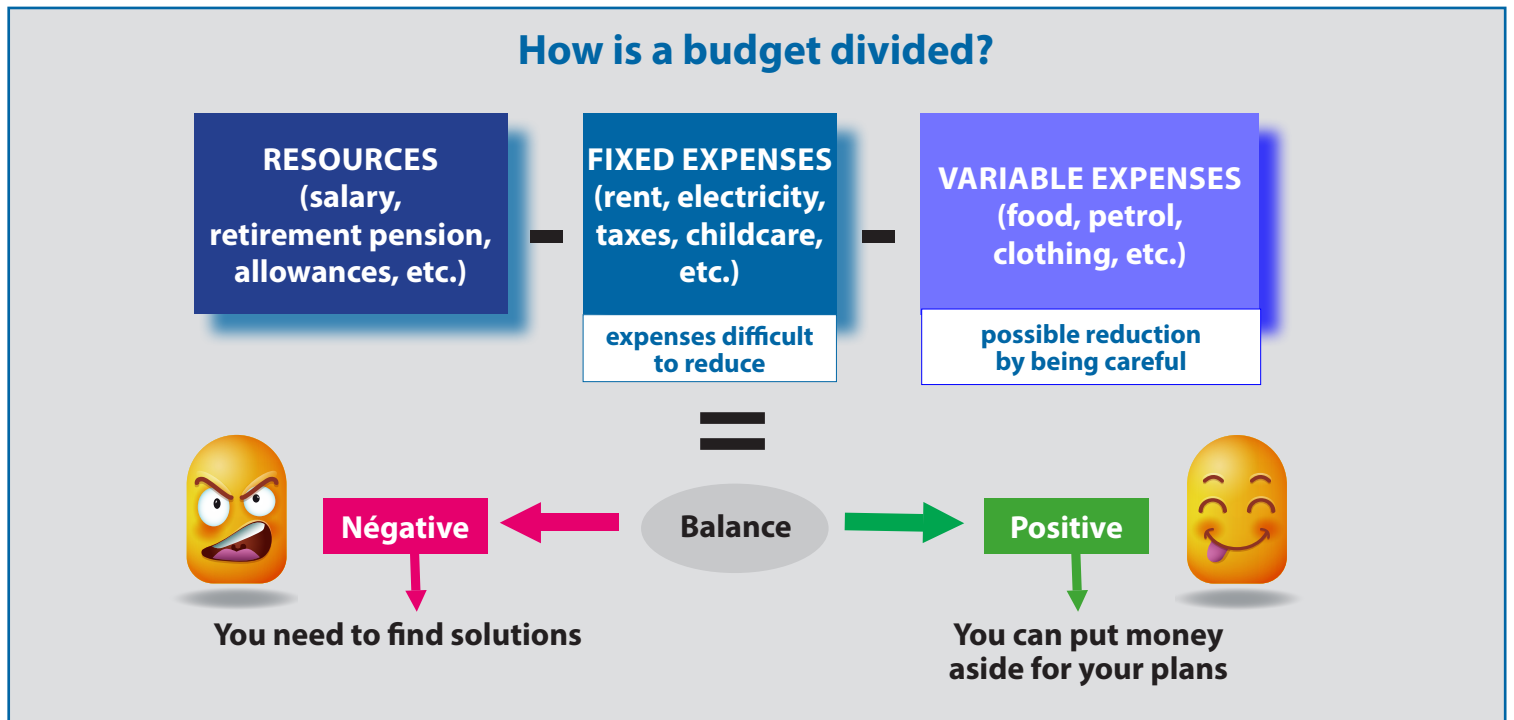 How is a budget divided?
RESOURCES
(salary,
retirement pension,
allowances, etc.)
-
FIXED EXPENSES
(rent, electricity,
taxes, childcare,
etc.)
expenses difficult
to reduce
-
VARIABLE EXPENSES
(food, petrol,
clothing, etc.)
possible reduction
by being careful
=
Négative
Balance
Positive
You need to find solutions
You can put money
aside for your plans